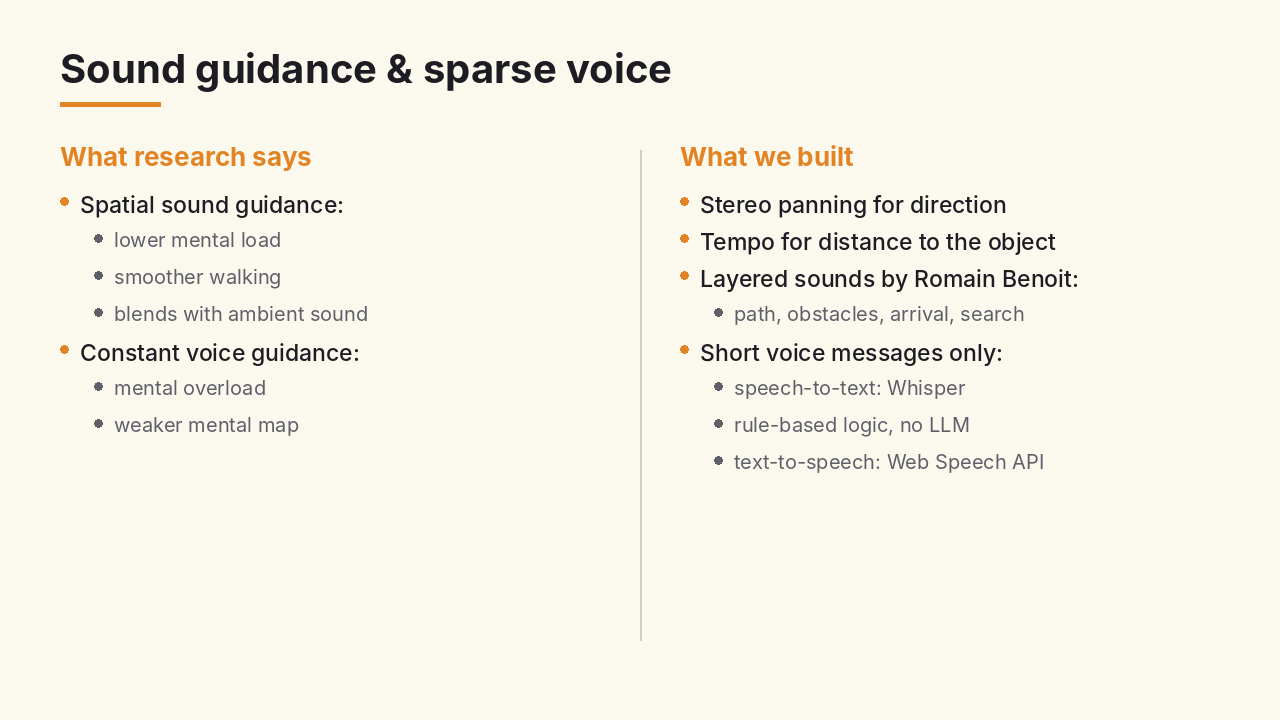 Sound guidance & sparse voice
What research says
Spatial sound guidance:
lower mental load
smoother walking
blends with ambient sound
Constant voice guidance:
mental overload
weaker mental map
What we built
Stereo panning for direction
Tempo for distance to the object
Layered sounds by Romain Benoit:
path, obstacles, arrival, search
Short voice messages only:
speech-to-text: Whisper
rule-based logic, no LLM
text-to-speech: Web Speech API